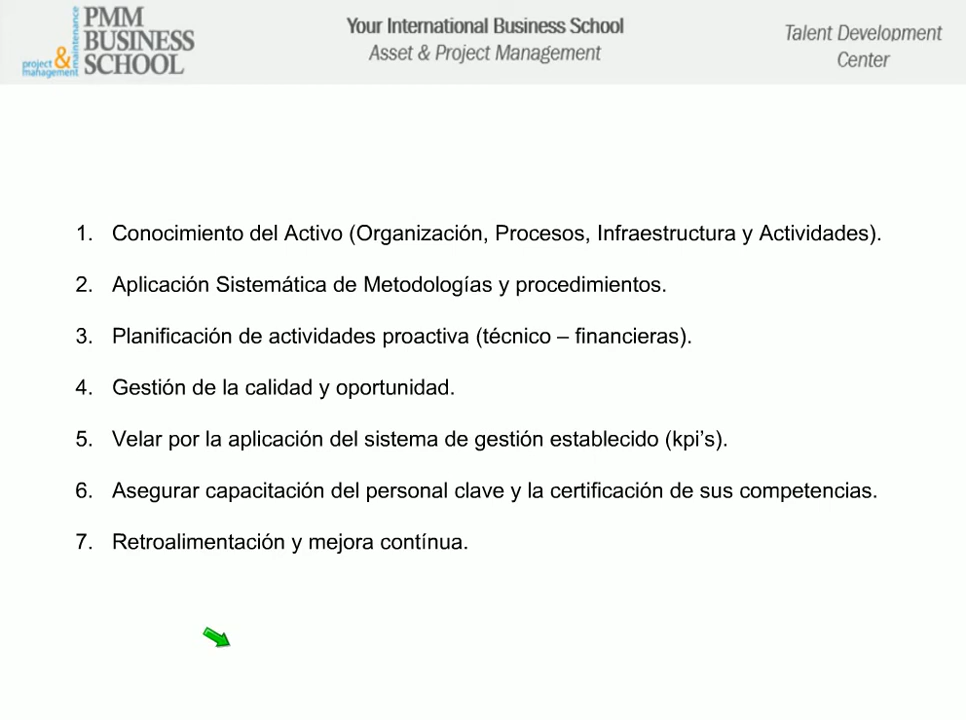 project & management
maintenance
PMM
BUSINESS
SCHOOL
Your International Business School
Asset & Project Management
Talent Development
Center
1. Conocimiento del Activo (Organización, Procesos, Infraestructura y Actividades).
2. Aplicación Sistemática de Metodologías y procedimientos.
3. Planificación de actividades proactiva (técnico – financieras).
4. Gestión de la calidad y oportunidad.
5. Velar por la aplicación del sistema de gestión establecido (kpi’s).
6. Asegurar capacitación del personal clave y la certificación de sus competencias.
7. Retroalimentación y mejora contínua.